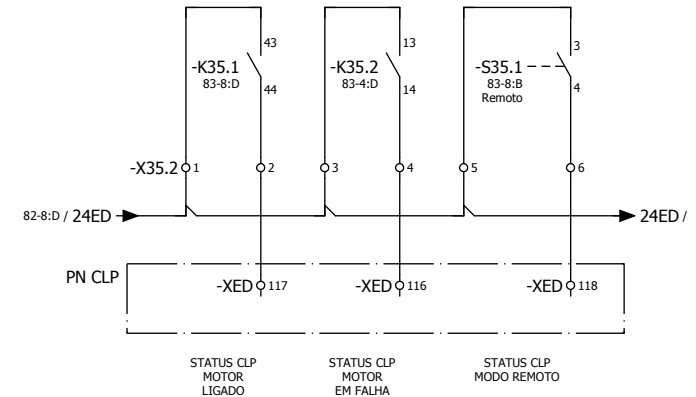 43
13
3
-K35.1
-K35.2
-S35.1
83-8:D
83-4:D
83-8:B
44
14
Remoto
4
-X35.2
1
2
3
4
5
6
82-8:D / 24ED
24ED /
PN CLP
-XED 117
-XED 116
-XED 118
STATUS CLP
MOTOR
LIGADO
STATUS CLP
MOTOR
EM FALHA
STATUS CLP
MODO REMOTO